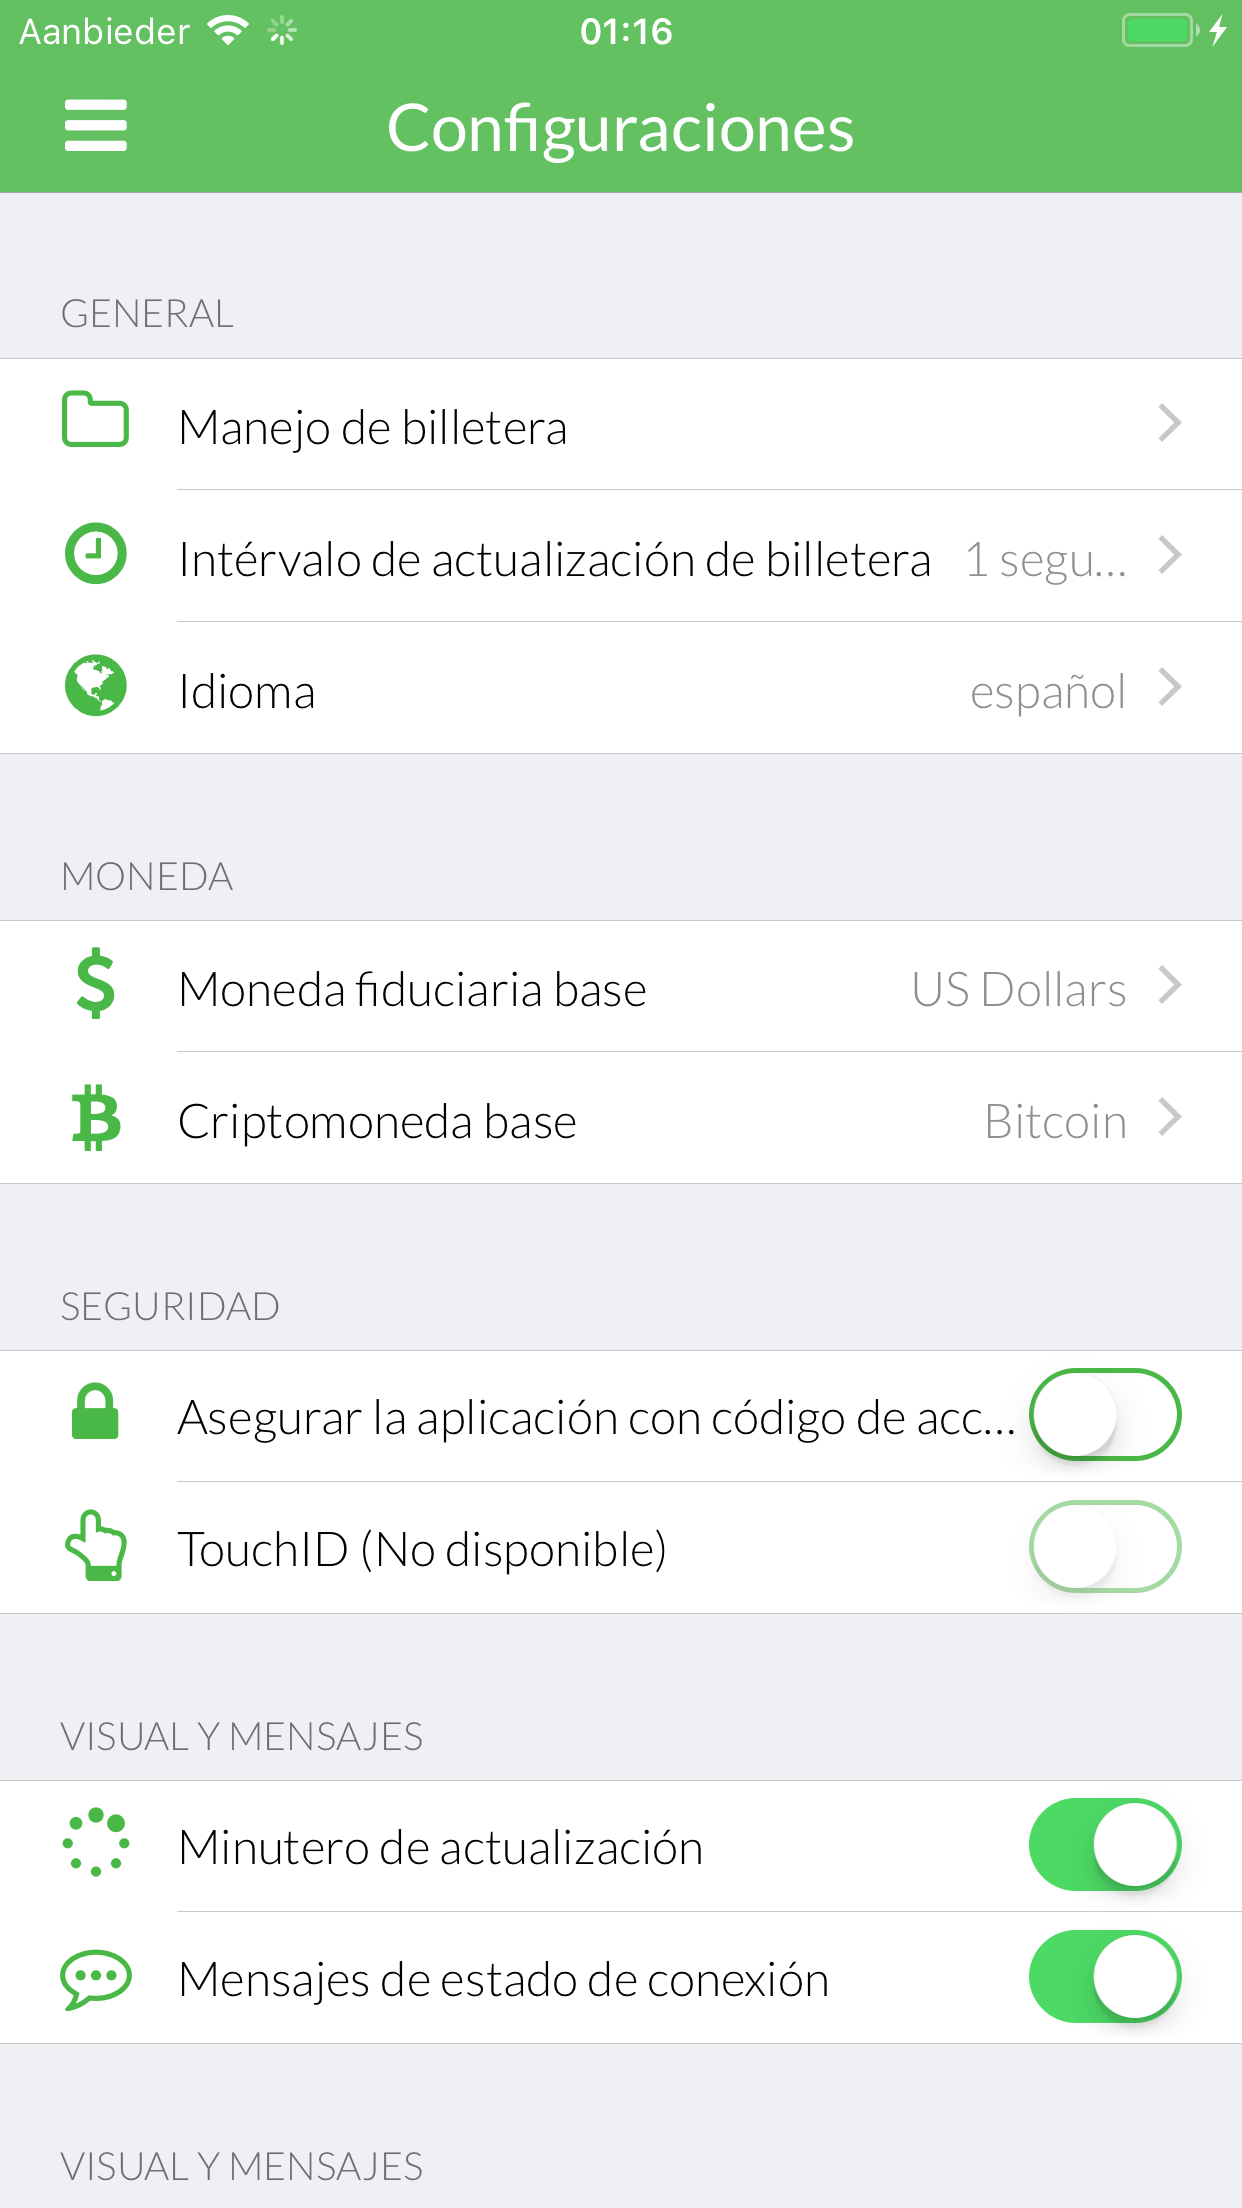 Aanbieder 01:16
Configuraciones
GENERAL
Manejo de billetera
Intérvalo de actualización de billetera 1 segu...
Idioma español
MONEDA
Moneda fiduciaria base US Dollars
Criptomoneda base Bitcoin
SEGURIDAD
Asegurar la aplicación con código de acc...
TouchID (No disponible)
VISUAL Y MENSAJES
Minutero de actualización
Mensajes de estado de conexión
VISUAL Y MENSAJES